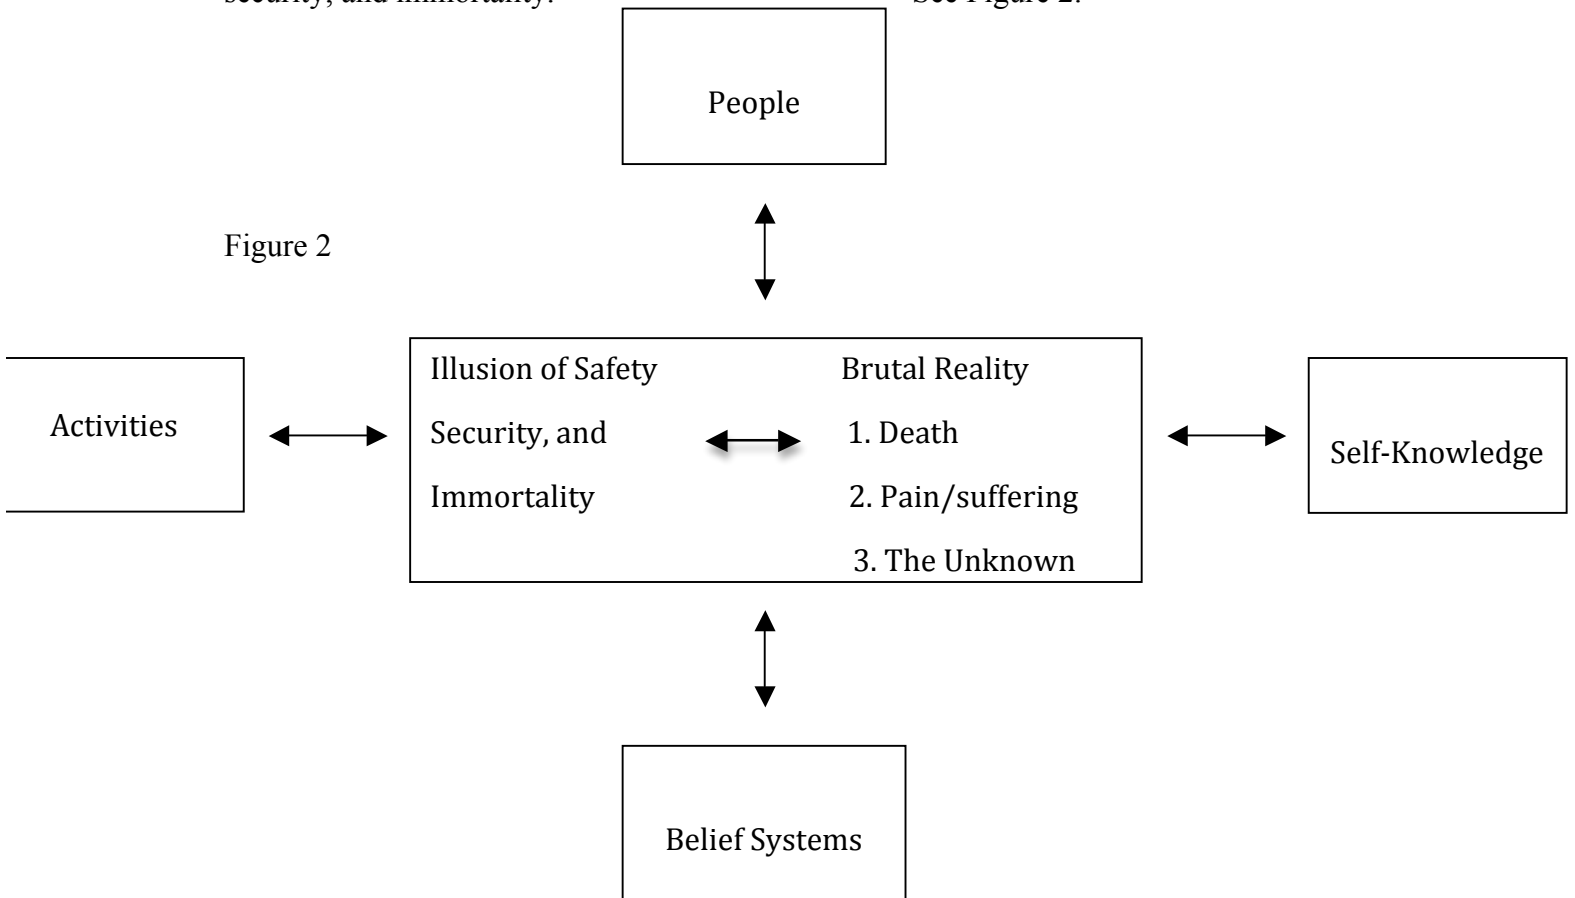 security, and immortality. See Figure 2.
People
Figure 2
Activities
Illusion of Safety
Security, and
Immortality
Brutal Reality
1. Death
2. Pain/suffering
3. The Unknown
Self-Knowledge
Belief Systems